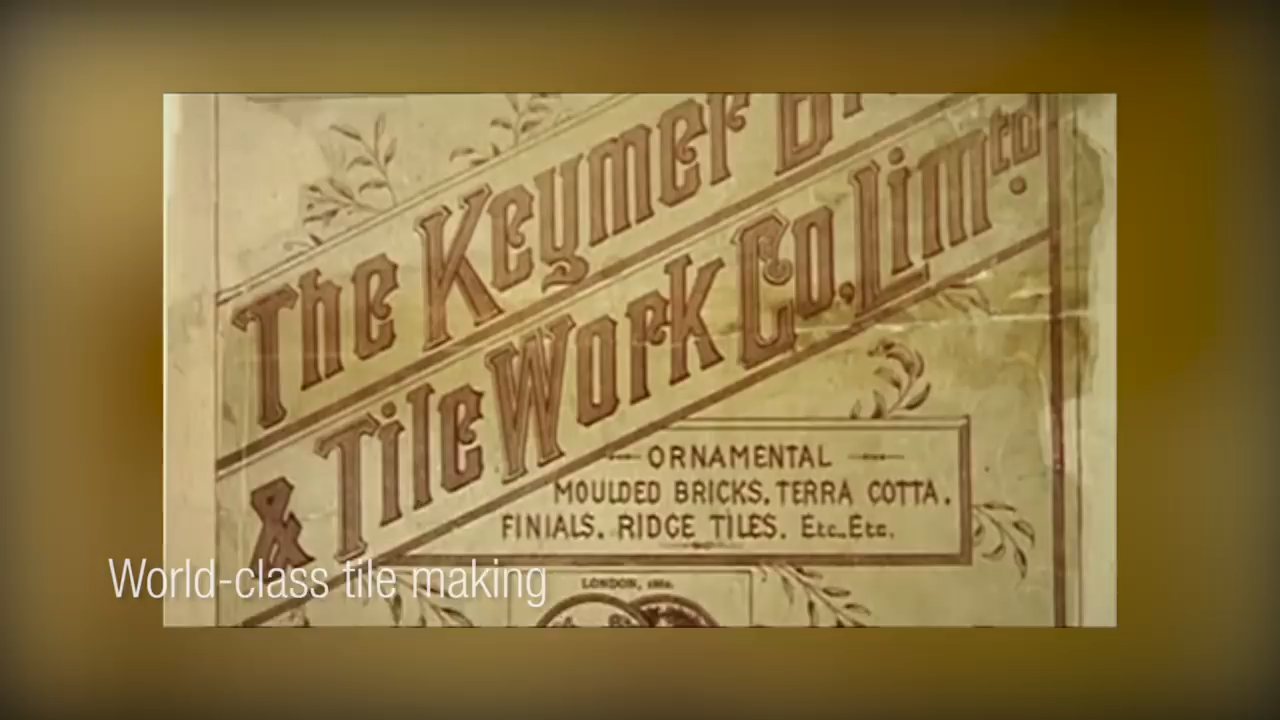 The Keymer
& Tile Work Co. Limtd.
ORNAMENTAL
MOULDED BRICKS. TERRA COTTA.
FINIALS. RIDGE TILES. Etc. Etc.
World-class tile making
LONDON,